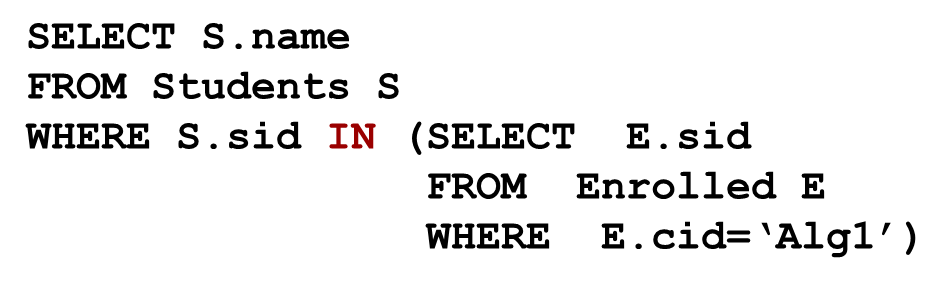 SELECT S.name
FROM Students S
WHERE S.sid IN (SELECT E.sid
FROM Enrolled E
WHERE E.cid=‘Alg1’)